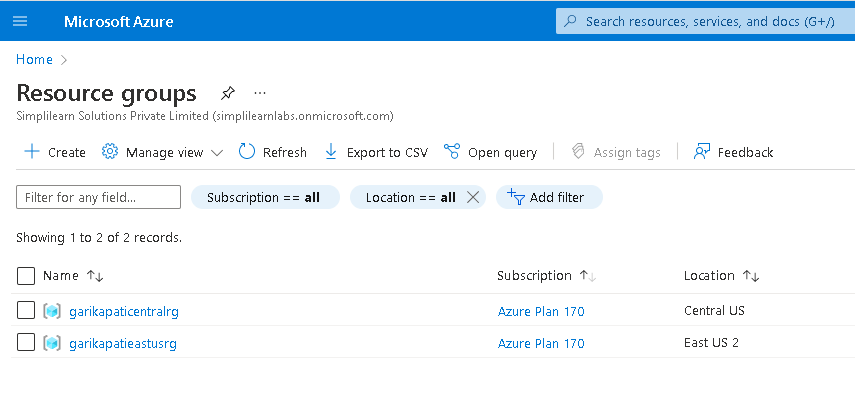 Microsoft Azure
Search resources, services, and docs (G+/)
Home
Resource groups
Simplilearn Solutions Private Limited (simplilearnlabs.onmicrosoft.com)
Create Manage view Refresh Export to CSV Open query Assign tags Feedback
Filter for any field... Subscription == all Location == all Add filter
Showing 1 to 2 of 2 records.
Name Subscription Location
garikapaticentralrg Azure Plan 170 Central US
garikapatieastusrg Azure Plan 170 East US 2